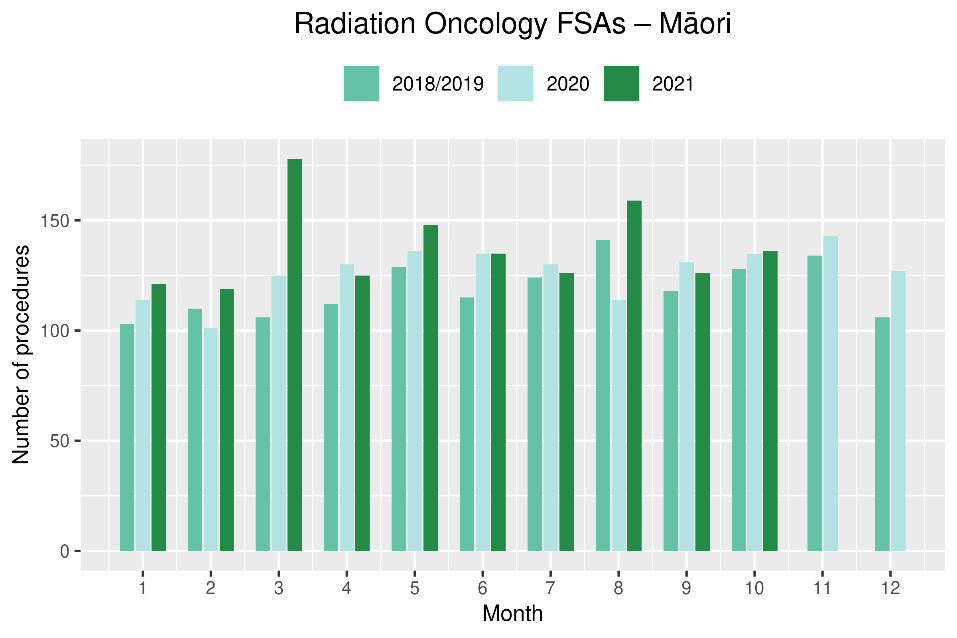 Radiation Oncology FSAs – Māori
2018/2019 2020 2021
Number of procedures
150
100
50
0
1 2 3 4 5 6 7 8 9 10 11 12
Month